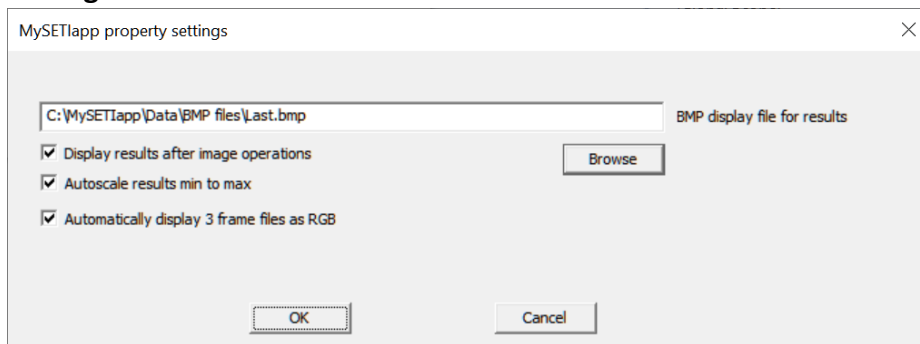 MySETIapp property settings
C:\MySETIapp\Data\BMP files\Last.bmp
BMP display file for results
Display results after image operations
Browse
Autoscale results min to max
Automatically display 3 frame files as RGB
OK
Cancel